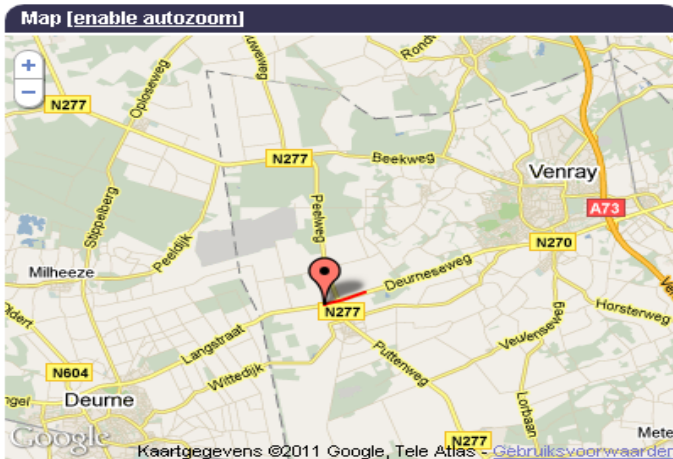 Map [enable autozoom]
+
−
N277
Oploseweg
N277
Beekweg
Venray
A73
Peelweg
Stippelberg
Peeldijk
N270
Milheeze
Deurneseweg
N277
Horsterweg
Langstraat
Veulenseweg
N604
Wittedijk
Puttenweg
Lorbaan
Deurne
Google
N277
Mete
Kaartgegevens ©2011 Google, Tele Atlas - Gebruiksvoorwaarden